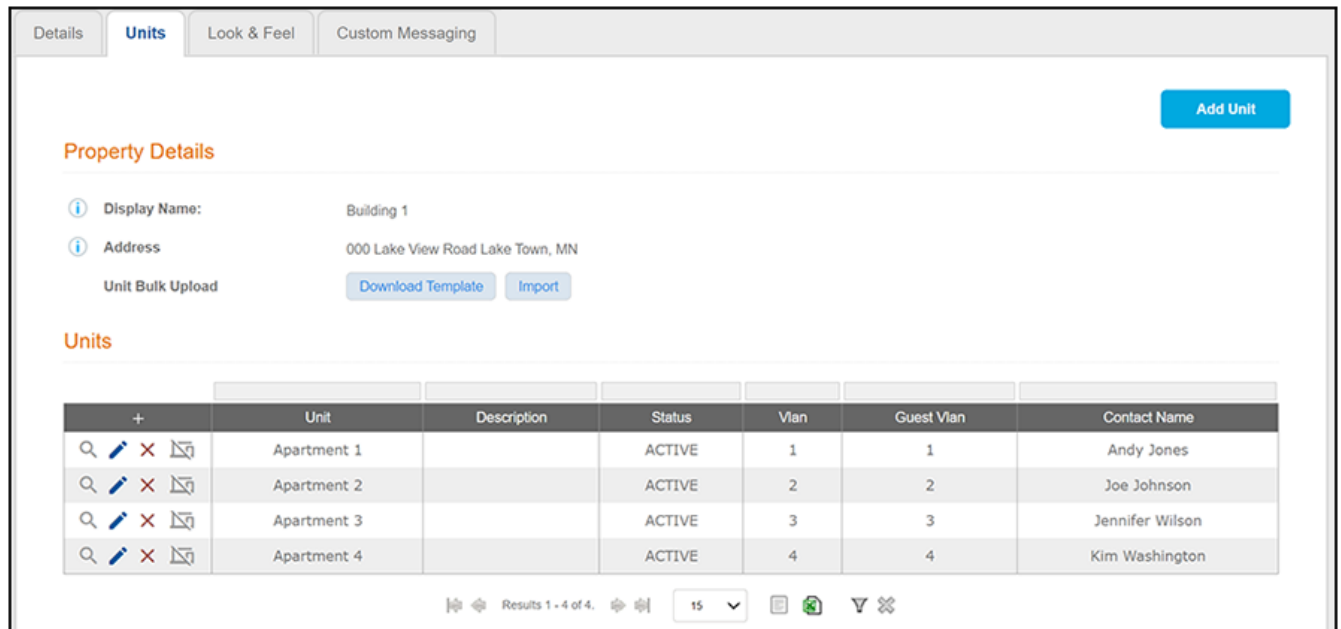 Details Units Look & Feel Custom Messaging
Add Unit
Property Details
Display Name: Building 1
Address 000 Lake View Road Lake Town, MN
Unit Bulk Upload Download Template Import
Units
+ Unit Description Status Vlan Guest Vlan Contact Name
Apartment 1 ACTIVE 1 1 Andy Jones
Apartment 2 ACTIVE 2 2 Joe Johnson
Apartment 3 ACTIVE 3 3 Jennifer Wilson
Apartment 4 ACTIVE 4 4 Kim Washington
Results 1 - 4 of 4. 15